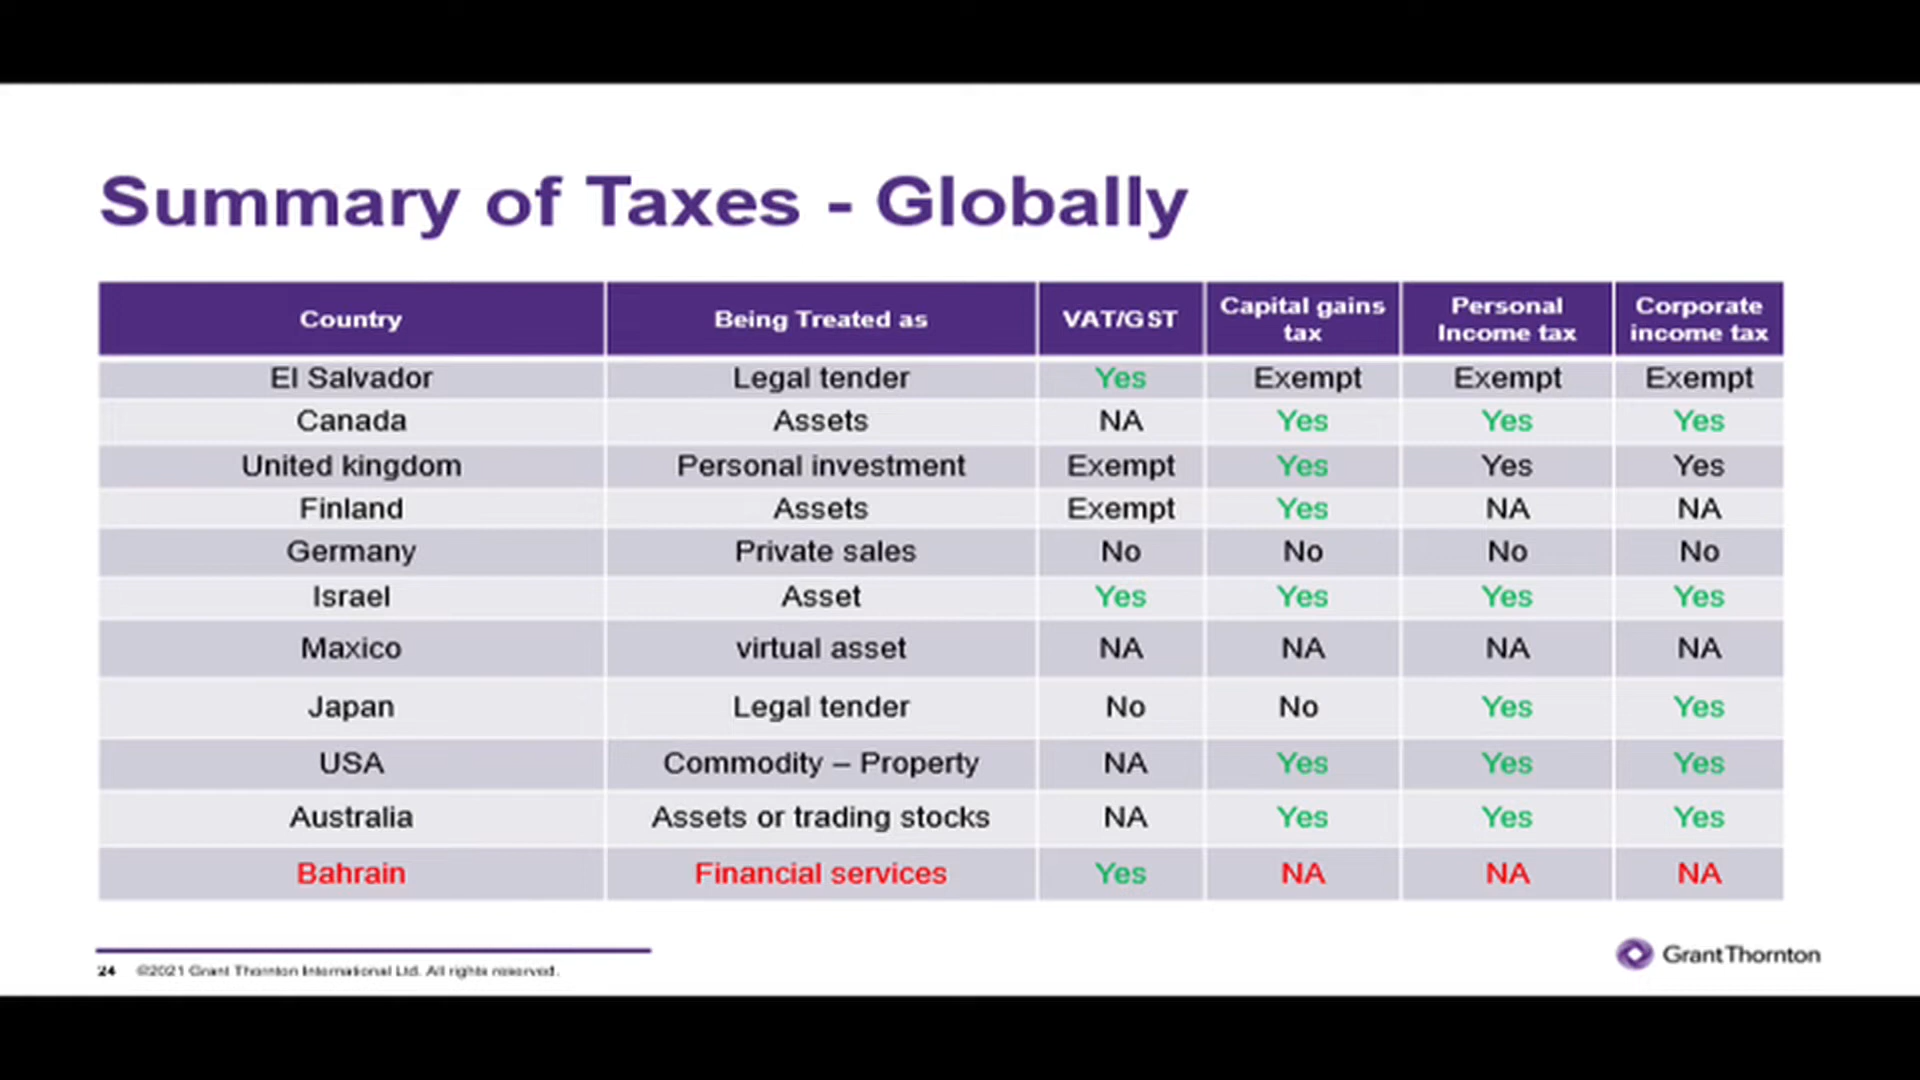 Summary of Taxes - Globally
Country Being Treated as VAT/GST Capital gains tax Personal Income tax Corporate income tax
El Salvador Legal tender Yes Exempt Exempt Exempt
Canada Assets NA Yes Yes Yes
United kingdom Personal investment Exempt Yes Yes Yes
Finland Assets Exempt Yes NA NA
Germany Private sales No No No No
Israel Asset Yes Yes Yes Yes
Maxico virtual asset NA NA NA NA
Japan Legal tender No No Yes Yes
USA Commodity – Property NA Yes Yes Yes
Australia Assets or trading stocks NA Yes Yes Yes
Bahrain Financial services Yes NA NA NA
24 ©2021 Grant Thornton International Ltd. All rights reserved.
GrantThornton